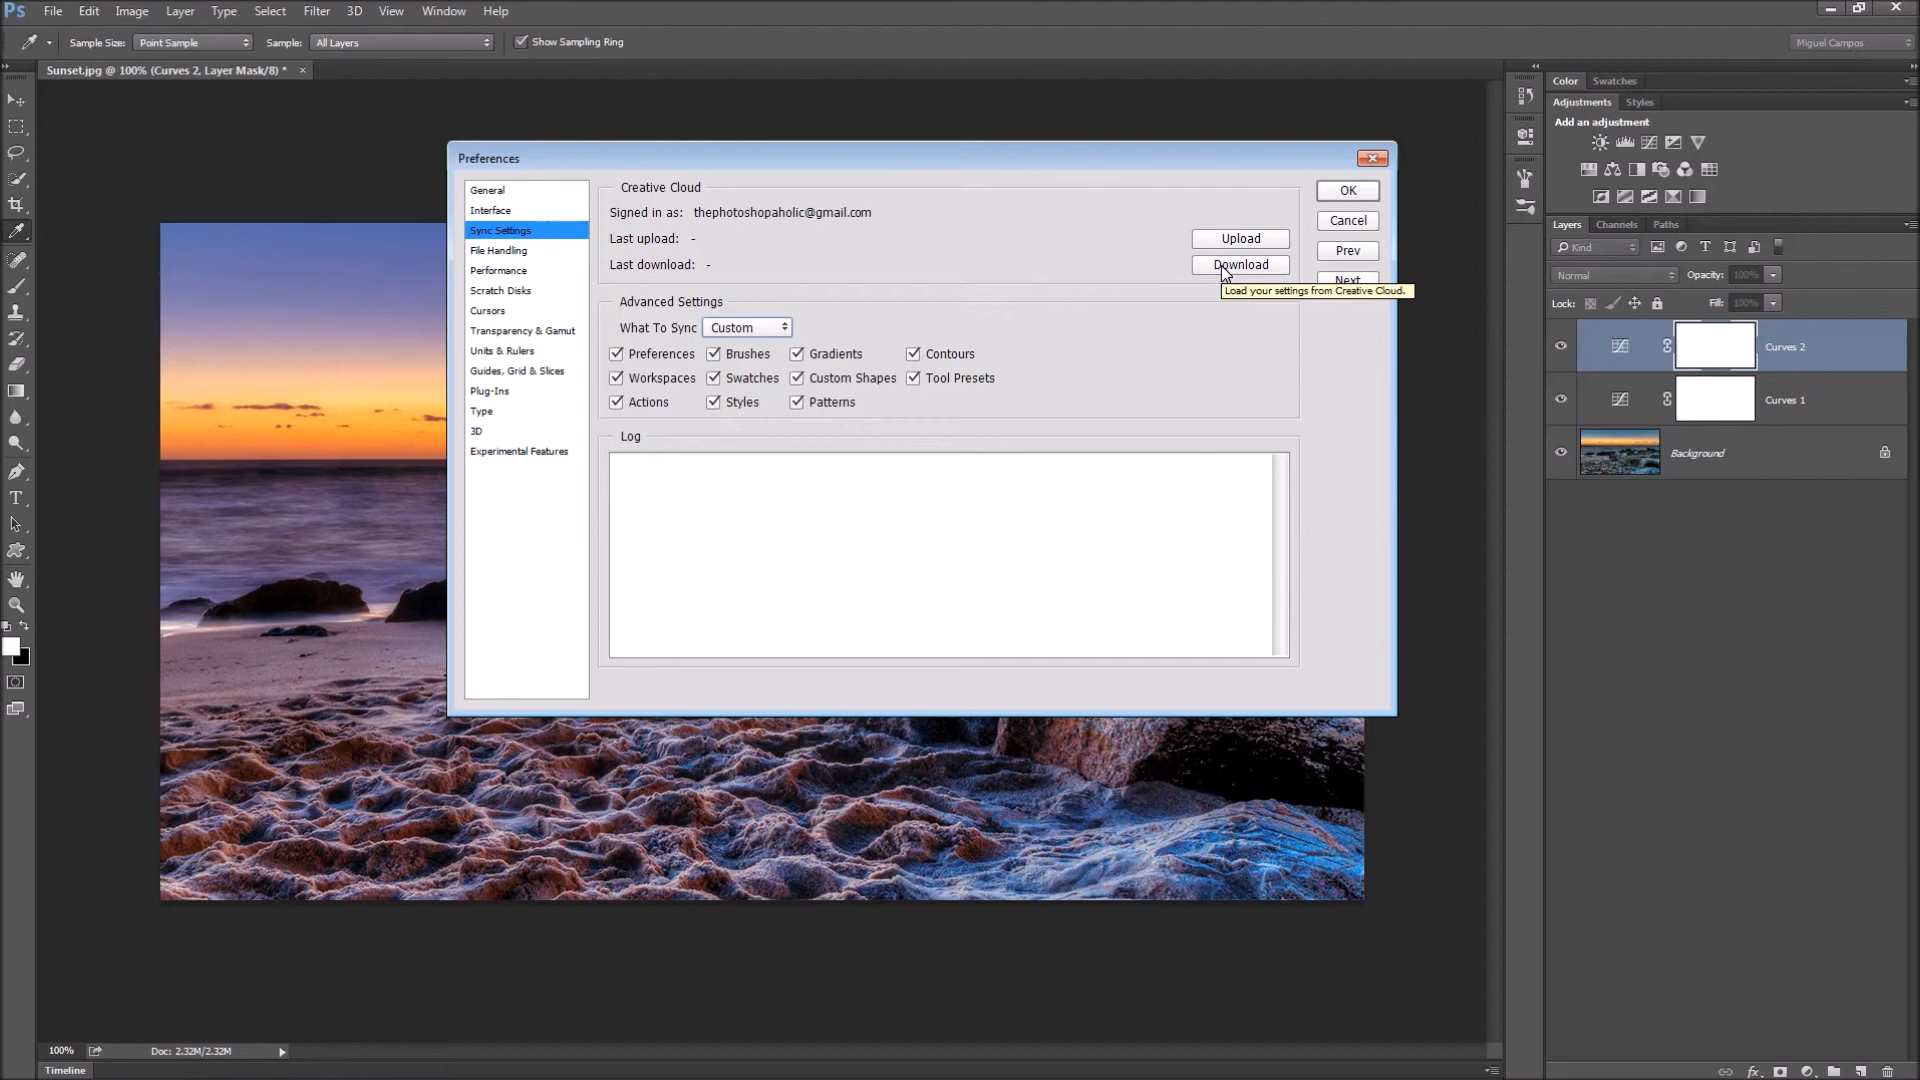 Ps File Edit Image Layer Type Select Filter 3D View Window Help
Sample Size: Point Sample Sample: All Layers Show Sampling Ring Miguel Campos
Sunset.jpg @ 100% (Curves 2, Layer Mask/8) * ×
Preferences
General
Interface
Sync Settings
File Handling
Performance
Scratch Disks
Cursors
Transparency & Gamut
Units & Rulers
Guides, Grid & Slices
Plug-Ins
Type
3D
Experimental Features
Creative Cloud
Signed in as: thephotoshopaholic@gmail.com
Last upload: -
Last download: -
Upload
Download
OK
Cancel
Prev
Next
Load your settings from Creative Cloud.
Advanced Settings
What To Sync Custom
Preferences Brushes Gradients Contours
Workspaces Swatches Custom Shapes Tool Presets
Actions Styles Patterns
Log
Color Swatches
Adjustments Styles
Add an adjustment
Layers Channels Paths
Kind
Normal Opacity: 100%
Lock: Fill: 100%
Curves 2
Curves 1
Background
100% Doc: 2.32M/2.32M
Timeline
fx